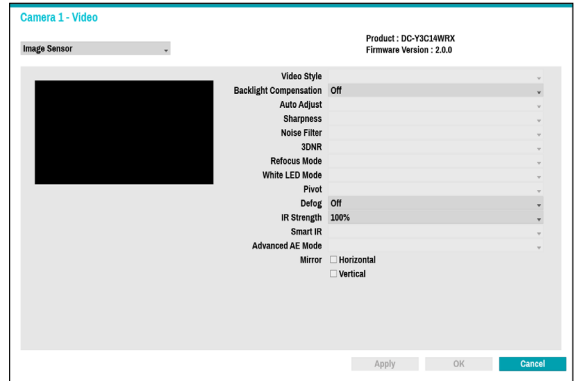 Camera 1 - Video
Image Sensor
Product : DC-Y3C14WRX
Firmware Version : 2.0.0
Video Style
Backlight Compensation Off
Auto Adjust
Sharpness
Noise Filter
3DNR
Refocus Mode
White LED Mode
Pivot
Defog Off
IR Strength 100%
Smart IR
Advanced AE Mode
Mirror Horizontal
Vertical
Apply OK Cancel